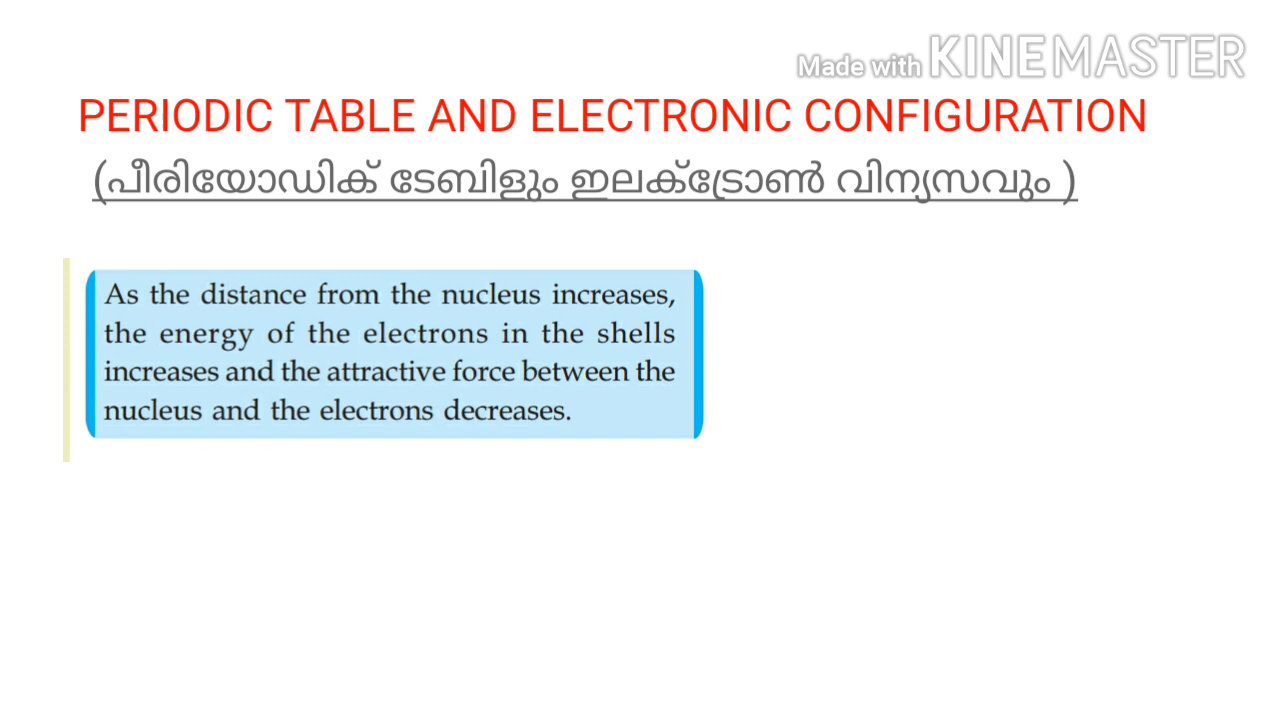 Made with KINEMASTER
PERIODIC TABLE AND ELECTRONIC CONFIGURATION
(പീരിയോഡിക് ടേബിളും ഇലക്ട്രോൺ വിന്യസവും )
As the distance from the nucleus increases,
the energy of the electrons in the shells
increases and the attractive force between the
nucleus and the electrons decreases.